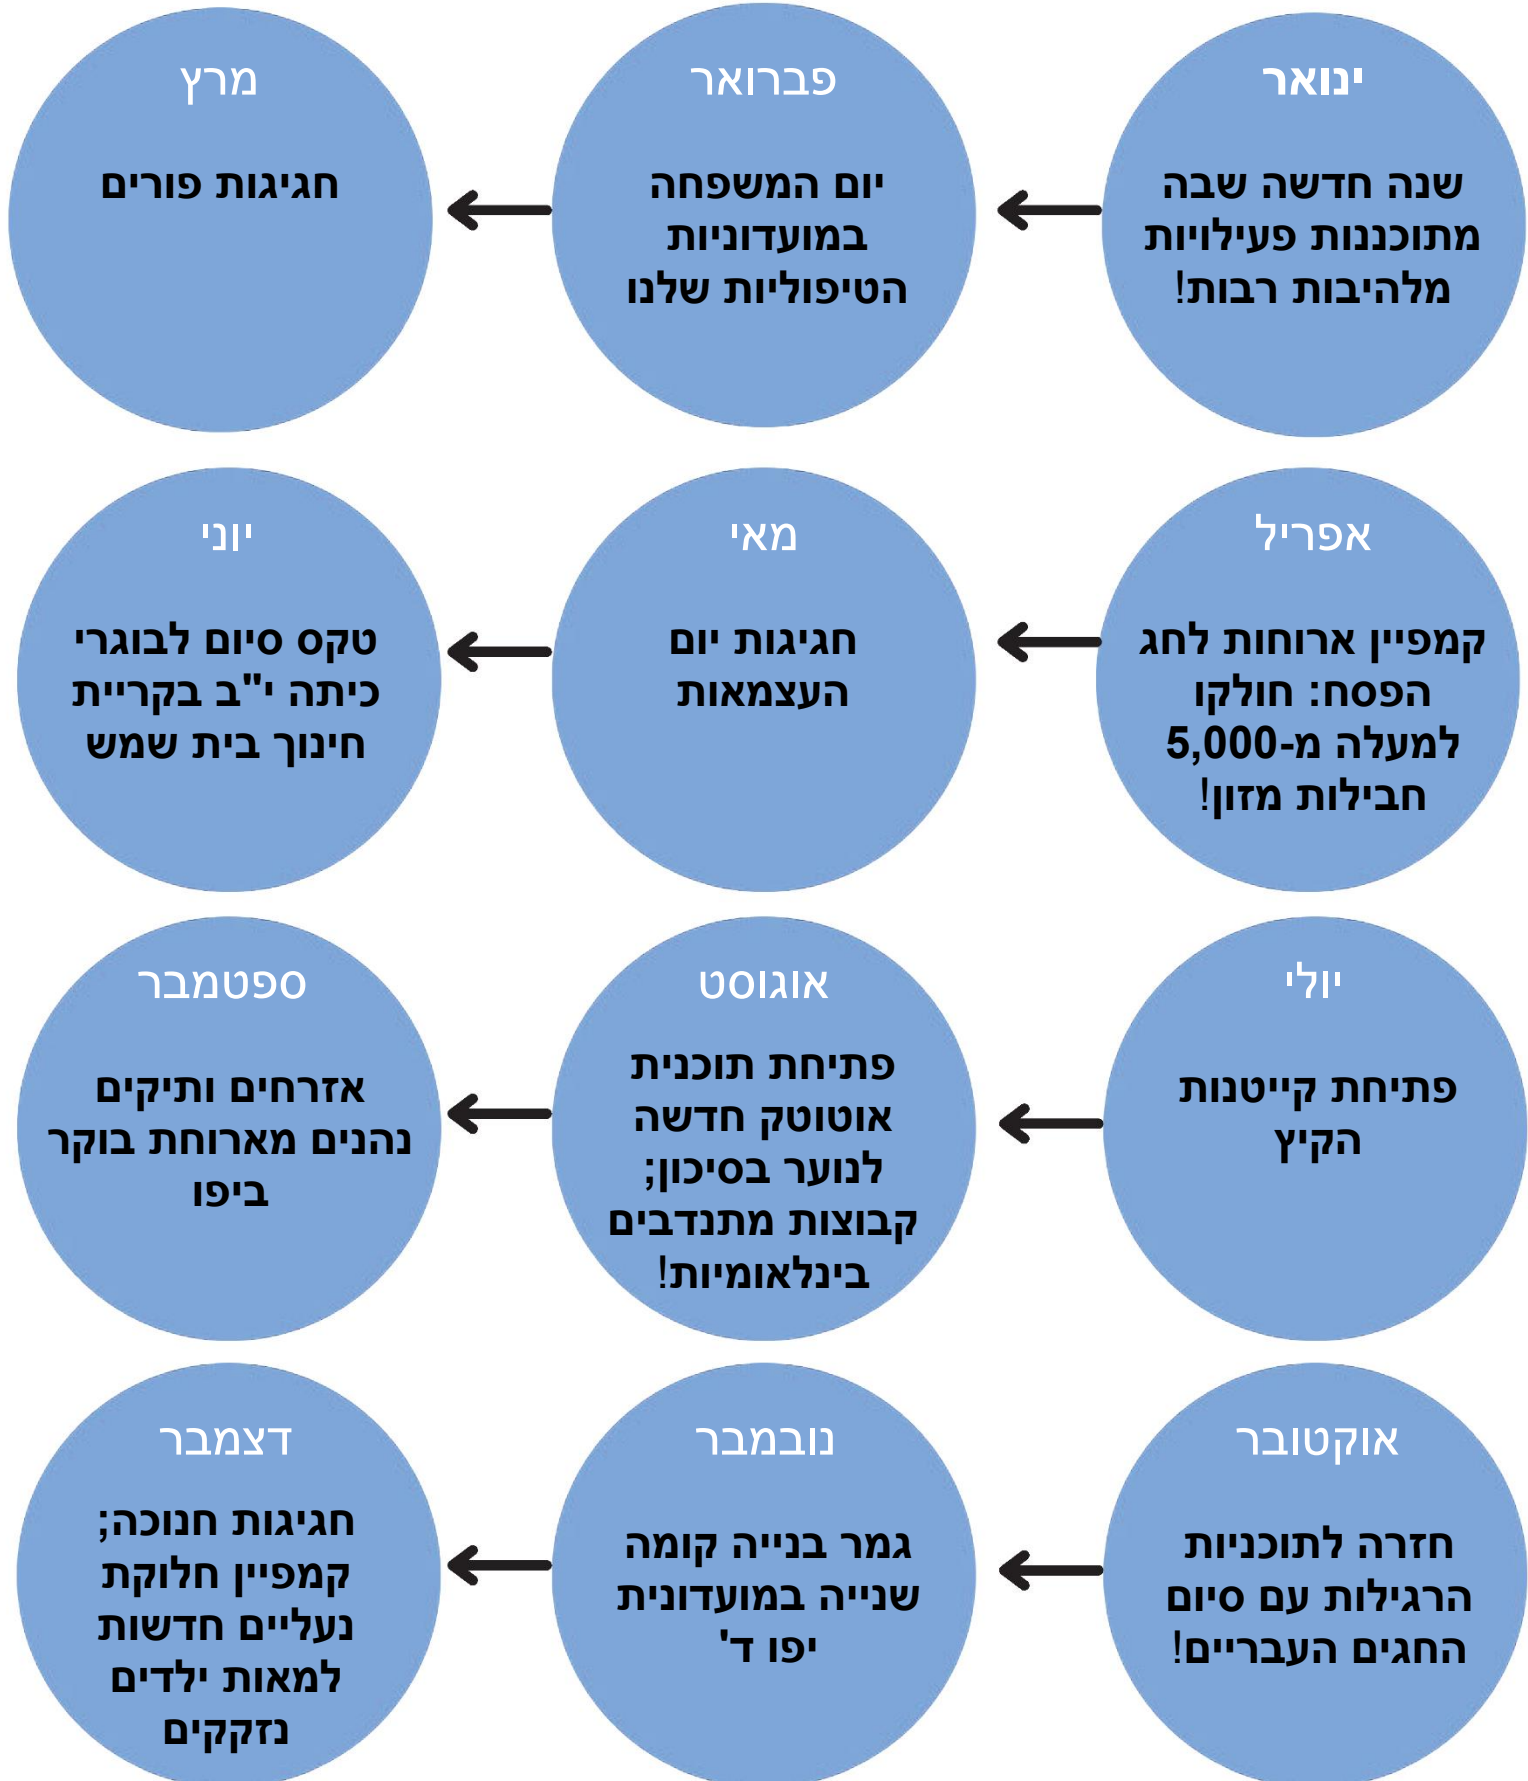 ינואר
שנה חדשה שבה
מתוכננות פעילויות
מלהיבות רבות!
פברואר
יום המשפחה
במועדוניות
הטיפוליות שלנו
מרץ
חגיגות פורים
אפריל
קמפיין ארוחות לחג
הפסח: חולקו
למעלה מ-5,000
חבילות מזון!
מאי
חגיגות יום
העצמאות
יוני
טקס סיום לבוגרי
כיתה י"ב בקריית
חינוך בית שמש
יולי
פתיחת קייטנות
הקיץ
אוגוסט
פתיחת תוכנית
אוטוטק חדשה
לנוער בסיכון;
קבוצות מתנדבים
בינלאומיות!
ספטמבר
אזרחים ותיקים
נהנים מארוחת בוקר
ביפו
אוקטובר
חזרה לתוכניות
הרגילות עם סיום
החגים העבריים!
נובמבר
גמר בנייה קומה
שנייה במועדונית
יפו ד'
דצמבר
חגיגות חנוכה;
קמפיין חלוקת
נעליים חדשות
למאות ילדים
נזקקים